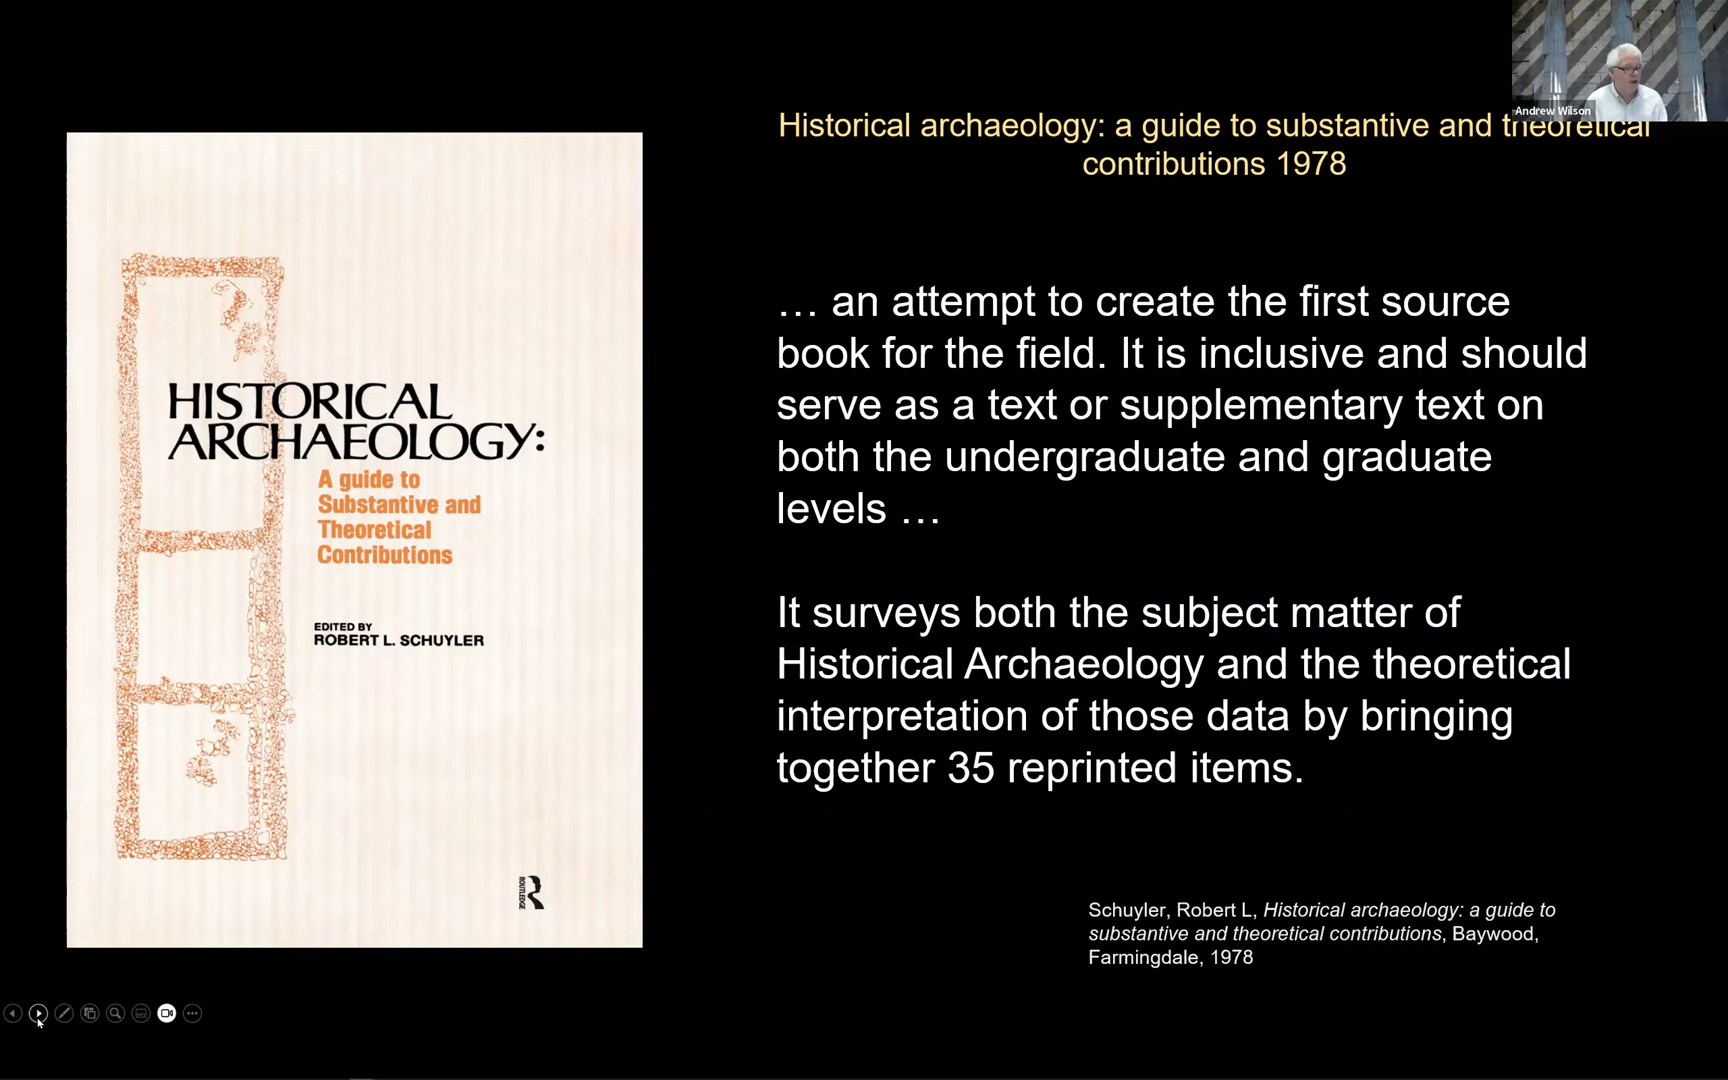 Andrew Wilson
Historical archaeology: a guide to substantive and theoretical
contributions 1978
HISTORICAL
ARCHAEOLOGY:
A guide to
Substantive and
Theoretical
Contributions
EDITED BY
ROBERT L. SCHUYLER
ROUTLEDGE
… an attempt to create the first source
book for the field. It is inclusive and should
serve as a text or supplementary text on
both the undergraduate and graduate
levels …
It surveys both the subject matter of
Historical Archaeology and the theoretical
interpretation of those data by bringing
together 35 reprinted items.
Schuyler, Robert L, Historical archaeology: a guide to
substantive and theoretical contributions, Baywood,
Farmingdale, 1978